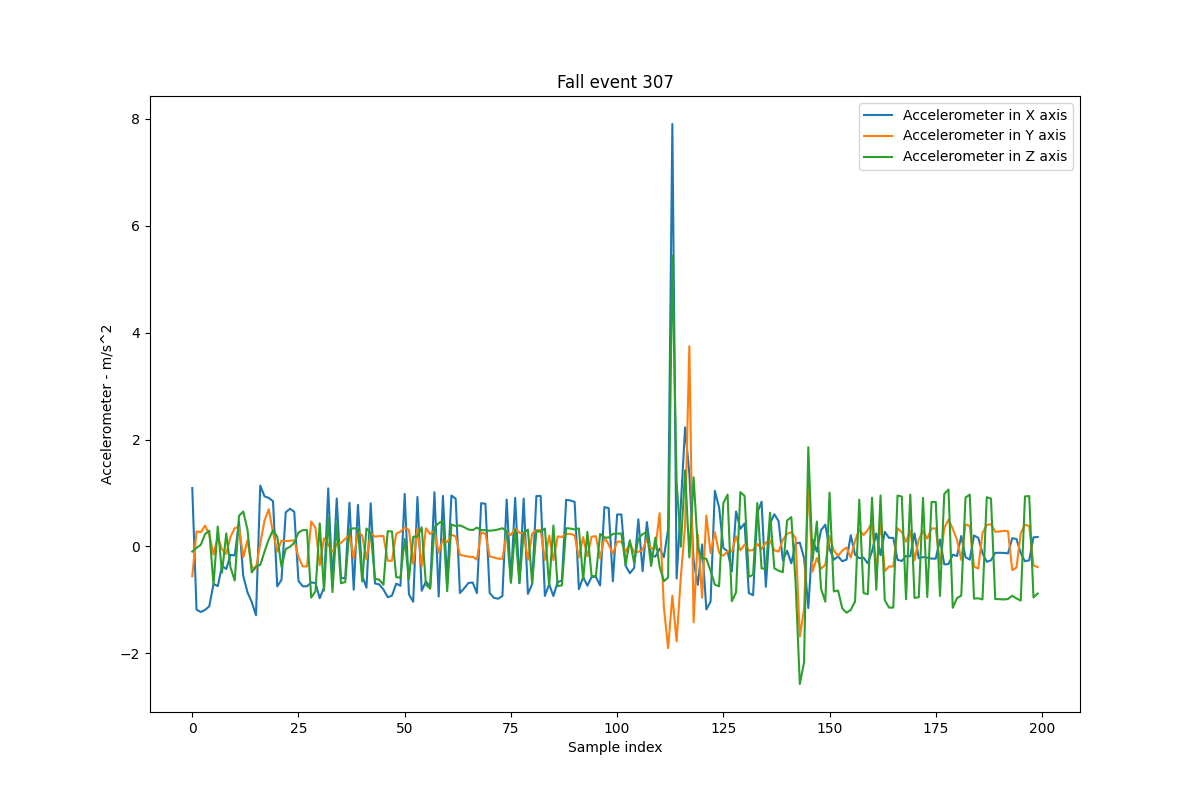 Fall event 307
Accelerometer in X axis
Accelerometer in Y axis
Accelerometer in Z axis
Accelerometer - m/s^2
8
6
4
2
0
−2
0 25 50 75 100 125 150 175 200
Sample index